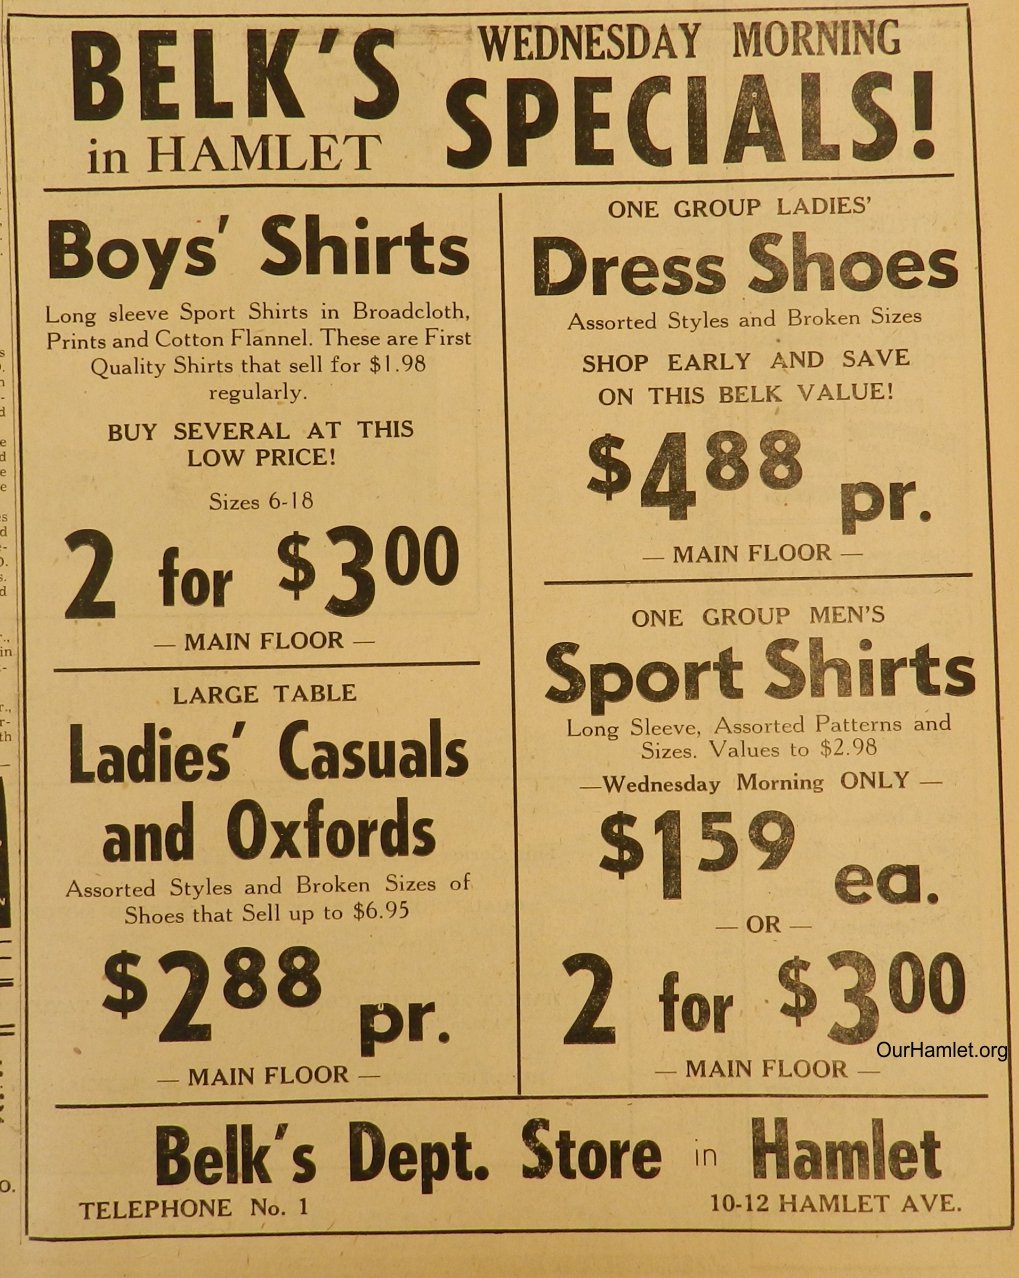 BELK'S
in HAMLET
WEDNESDAY MORNING
SPECIALS!
Boys' Shirts
Long sleeve Sport Shirts in Broadcloth,
Prints and Cotton Flannel. These are First
Quality Shirts that sell for $1.98
regularly.
BUY SEVERAL AT THIS
LOW PRICE!
Sizes 6-18
2 for $3.00
— MAIN FLOOR —
LARGE TABLE
Ladies' Casuals
and Oxfords
Assorted Styles and Broken Sizes of
Shoes that Sell up to $6.95
$2.88 pr.
— MAIN FLOOR —
ONE GROUP LADIES'
Dress Shoes
Assorted Styles and Broken Sizes
SHOP EARLY AND SAVE
ON THIS BELK VALUE!
$4.88 pr.
— MAIN FLOOR —
ONE GROUP MEN'S
Sport Shirts
Long Sleeve, Assorted Patterns and
Sizes. Values to $2.98
—Wednesday Morning ONLY —
$1.59 ea.
— OR —
2 for $3.00
OurHamlet.org
— MAIN FLOOR —
Belk's Dept. Store in Hamlet
TELEPHONE No. 1
10-12 HAMLET AVE.